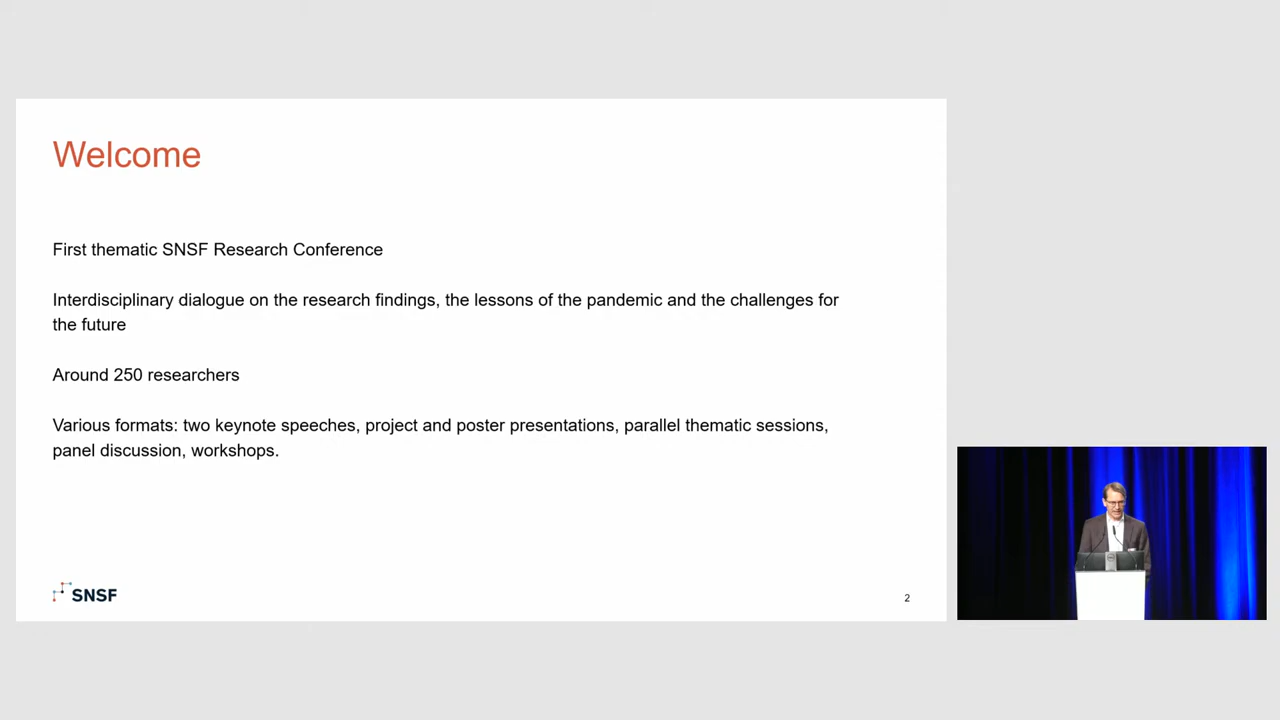 Welcome
First thematic SNSF Research Conference
Interdisciplinary dialogue on the research findings, the lessons of the pandemic and the challenges for
the future
Around 250 researchers
Various formats: two keynote speeches, project and poster presentations, parallel thematic sessions,
panel discussion, workshops.
SNSF
2